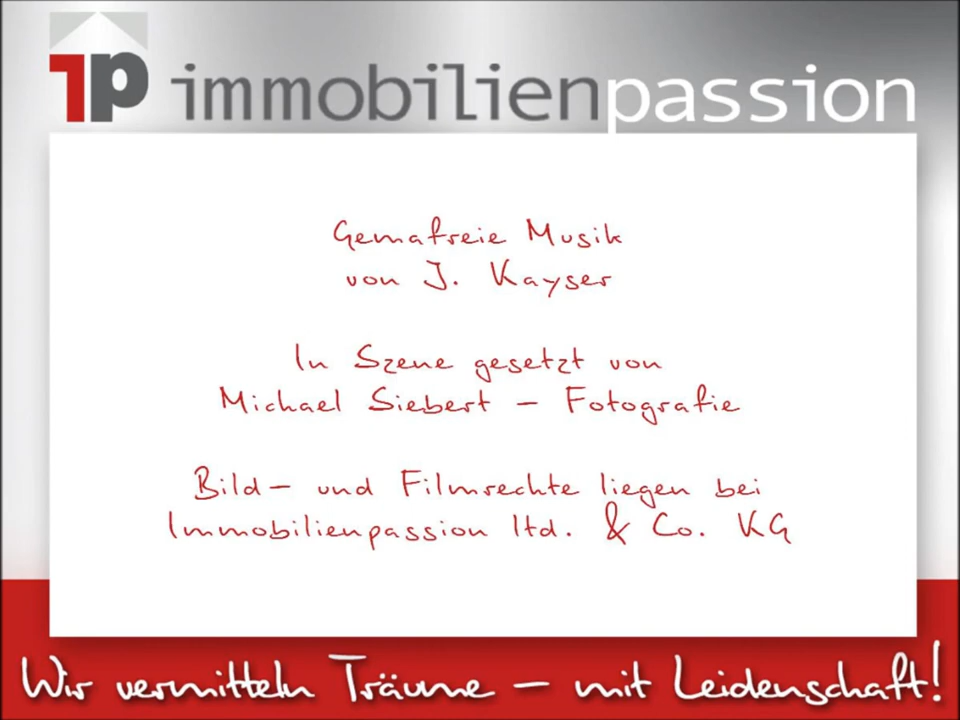 IP immobilienpassion
Gemafreie Musik
von J. Kayser
In Szene gesetzt von
Michael Siebert - Fotografie
Bild- und Filmrechte liegen bei
Immobilienpassion ltd. & Co. KG
Wir vermitteln Träume - mit Leidenschaft!